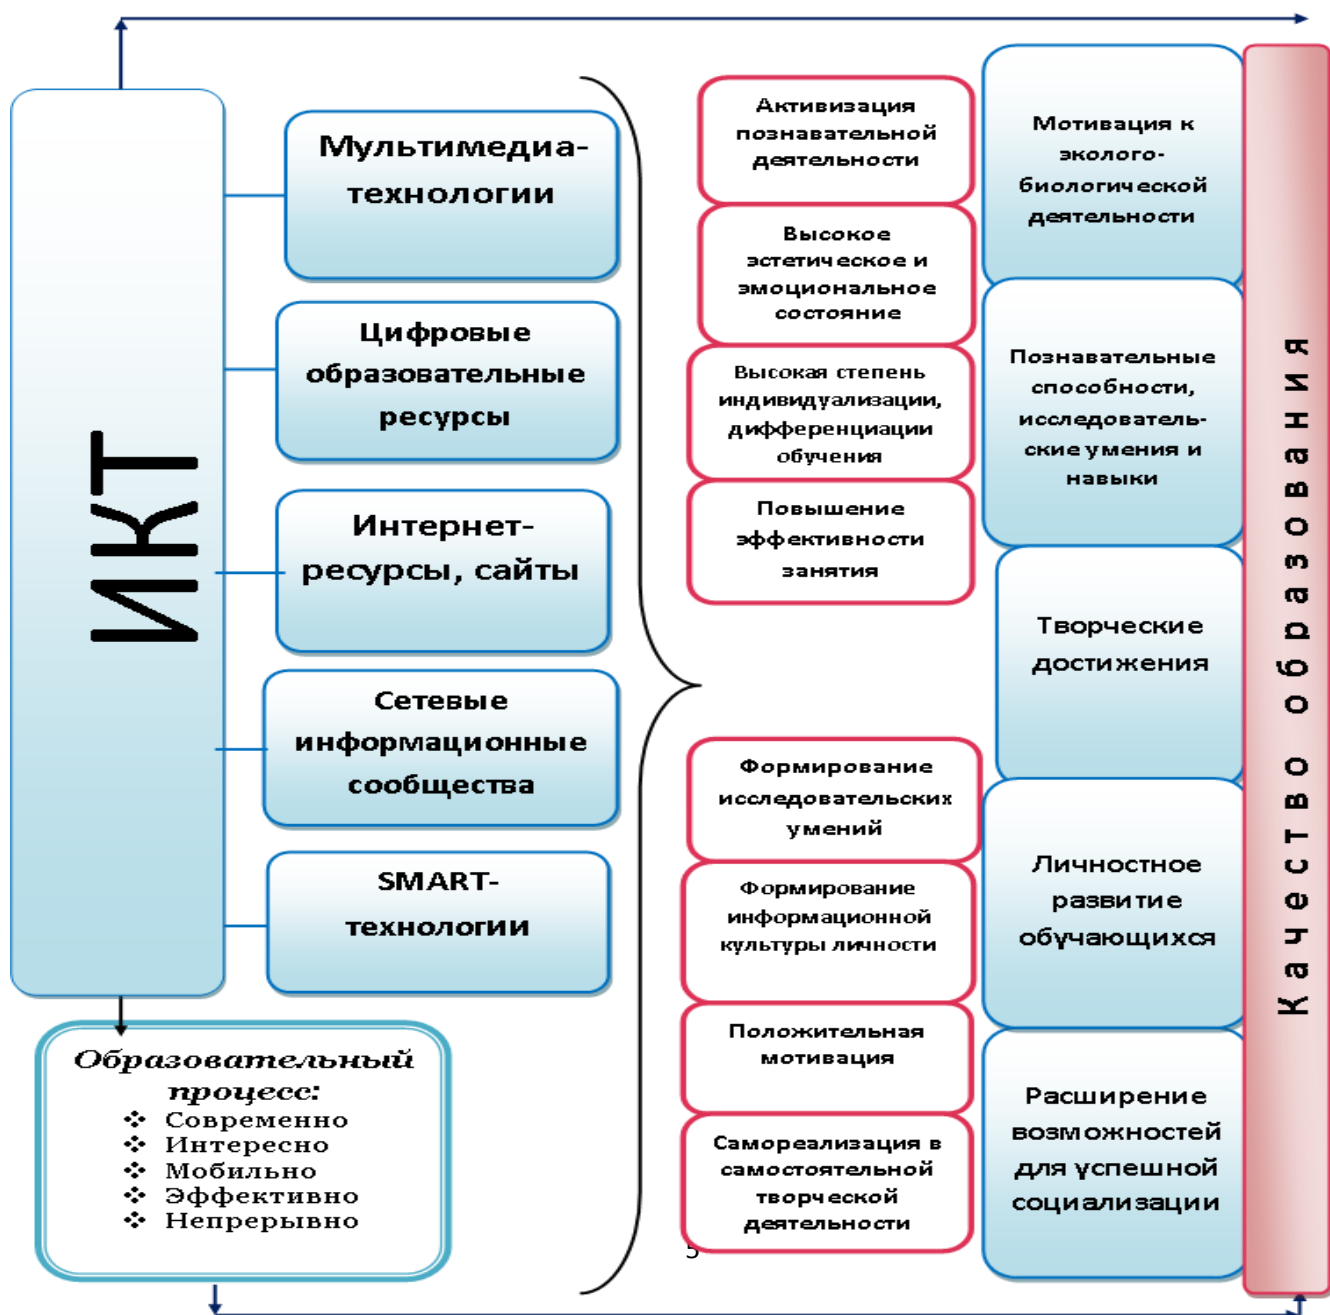 ИКТ
Мультимедиа-
технологии
Цифровые
образовательные
ресурсы
Интернет-
ресурсы, сайты
Сетевые
информационные
сообщества
SMART-
технологии
Образовательный
процесс:
❖ Современно
❖ Интересно
❖ Мобильно
❖ Эффективно
❖ Непрерывно
Активизация
познавательной
деятельности
Высокое
эстетическое и
эмоциональное
состояние
Высокая степень
индивидуализации,
дифференциации
обучения
Повышение
эффективности
занятия
Формирование
исследовательских
умений
Формирование
информационной
культуры личности
Положительная
мотивация
Самореализация в
самостоятельной
творческой
деятельности
5
Мотивация к
эколого-
биологической
деятельности
Познавательные
способности,
исследователь-
ские умения и
навыки
Творческие
достижения
Личностное
развитие
обучающихся
Расширение
возможностей
для успешной
социализации
Качество образования